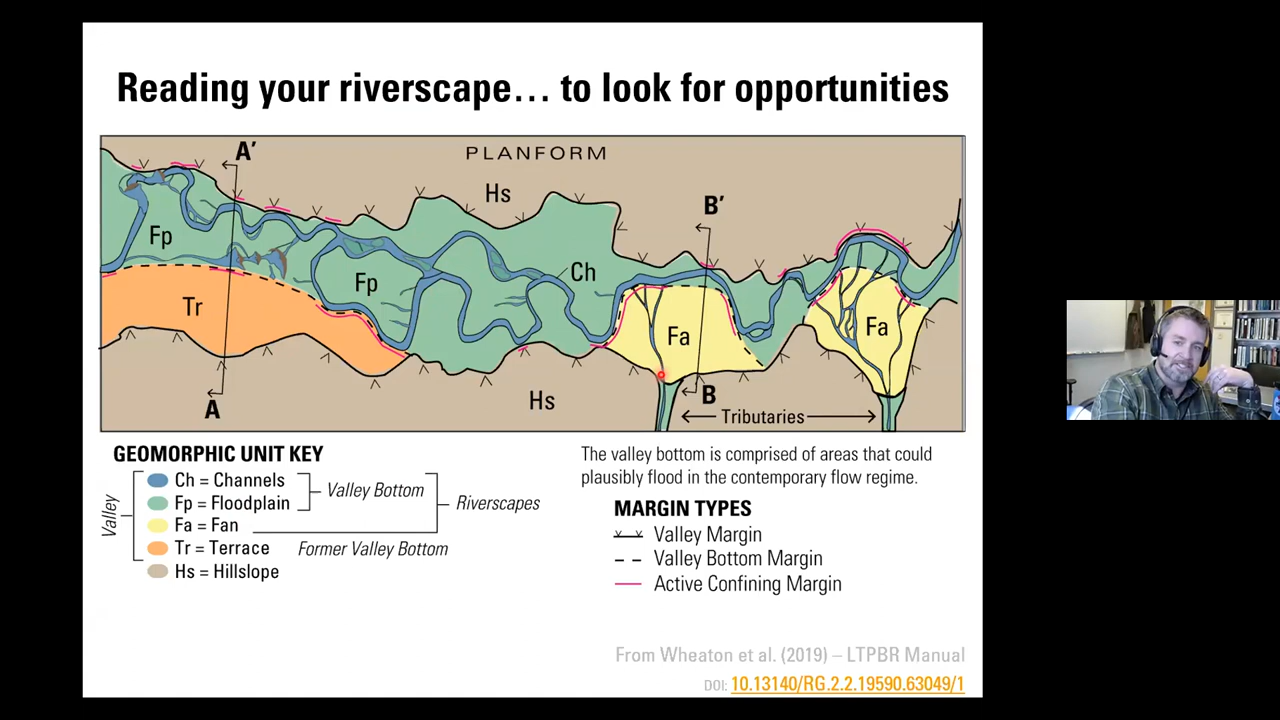 Reading your riverscape… to look for opportunities
A’
PLANFORM
Hs
B’
Fp
Ch
Fp
Tr
Fa
Fa
A
Hs
B
Tributaries
GEOMORPHIC UNIT KEY
Valley
Ch = Channels
Fp = Floodplain
Fa = Fan
Tr = Terrace
Hs = Hillslope
Valley Bottom
Riverscapes
Former Valley Bottom
The valley bottom is comprised of areas that could
plausibly flood in the contemporary flow regime.
MARGIN TYPES
Valley Margin
Valley Bottom Margin
Active Confining Margin
From Wheaton et al. (2019) – LTPBR Manual
DOI: 10.13140/RG.2.2.19590.63049/1